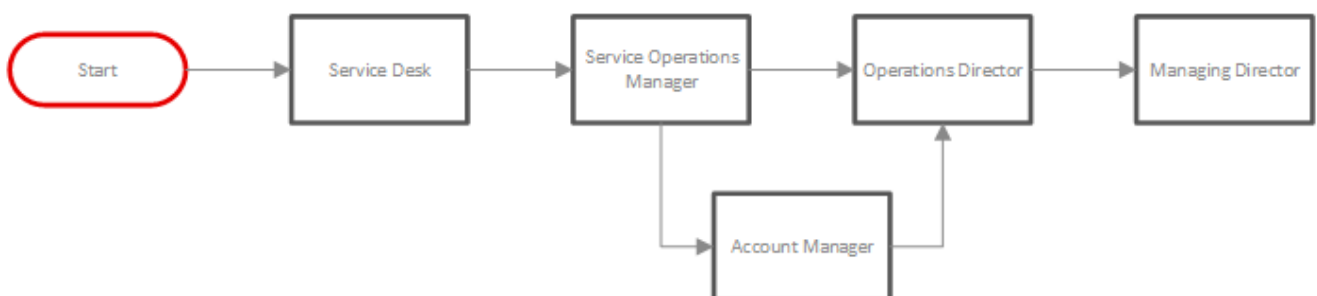 Start
Service Desk
Service Operations
Manager
Operations Director
Managing Director
Account Manager